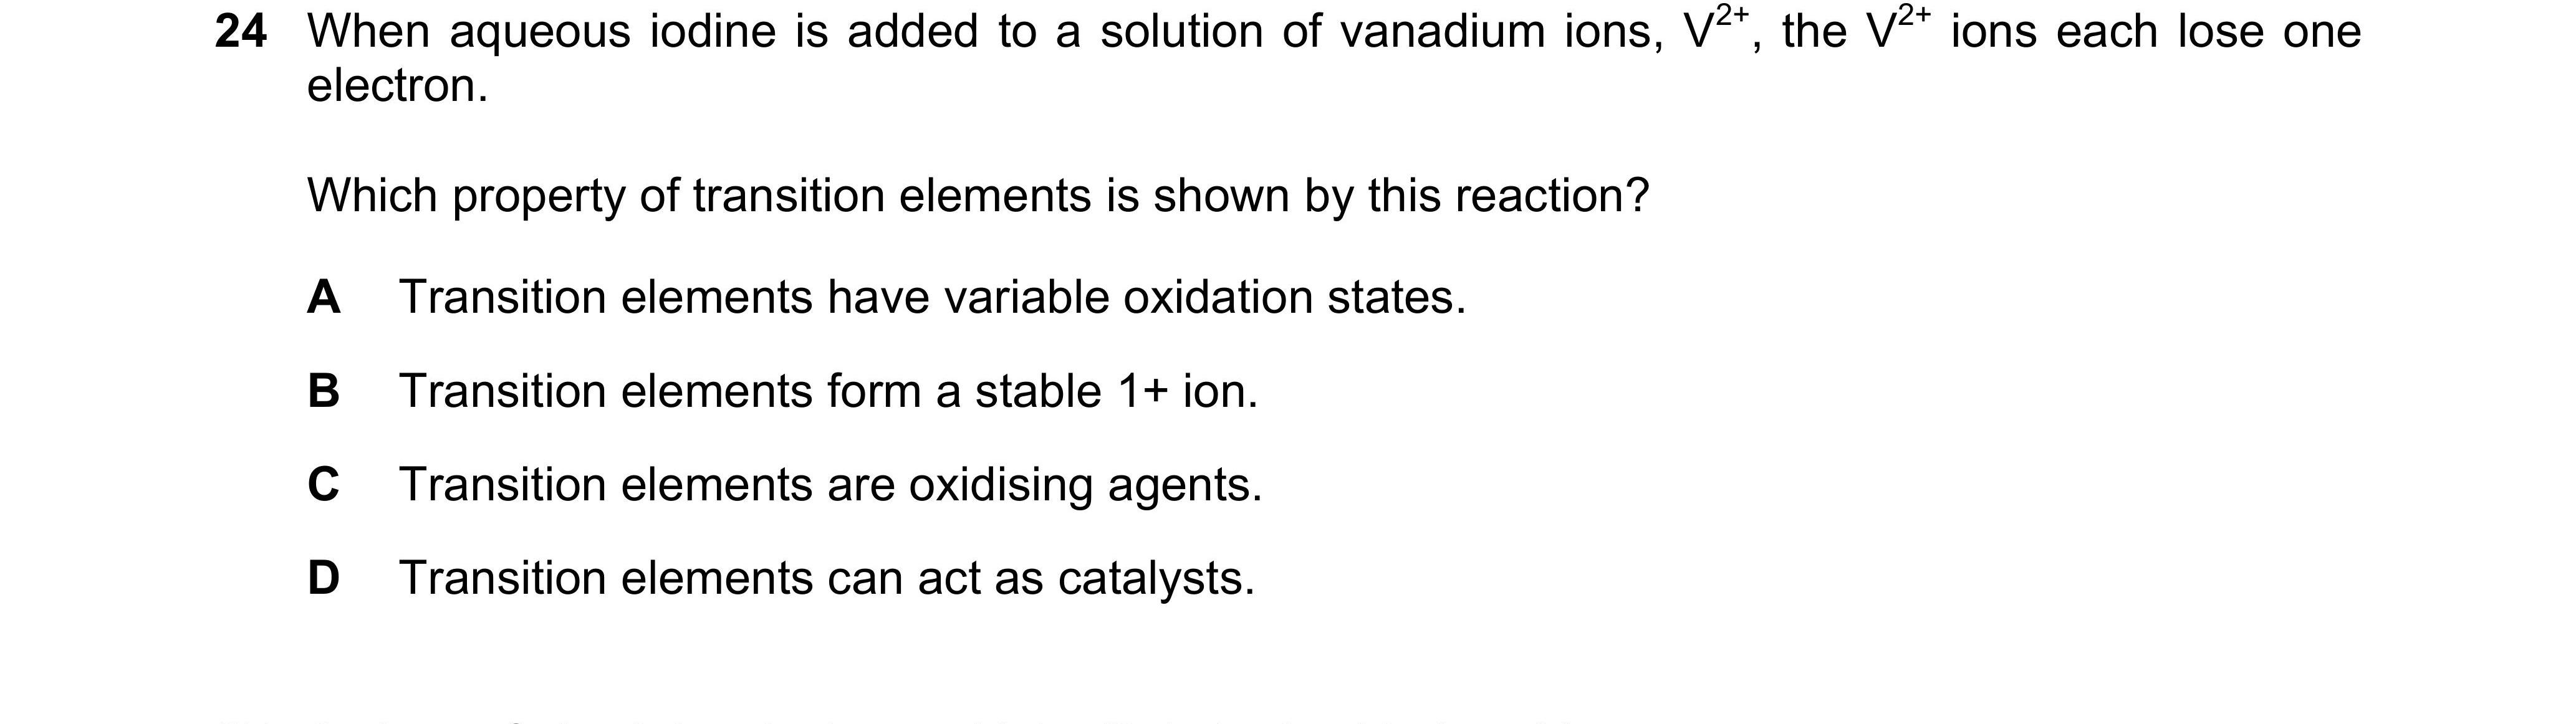 24 When aqueous iodine is added to a solution of vanadium ions, V²⁺, the V²⁺ ions each lose one
electron.
Which property of transition elements is shown by this reaction?
A Transition elements have variable oxidation states.
B Transition elements form a stable 1+ ion.
C Transition elements are oxidising agents.
D Transition elements can act as catalysts.